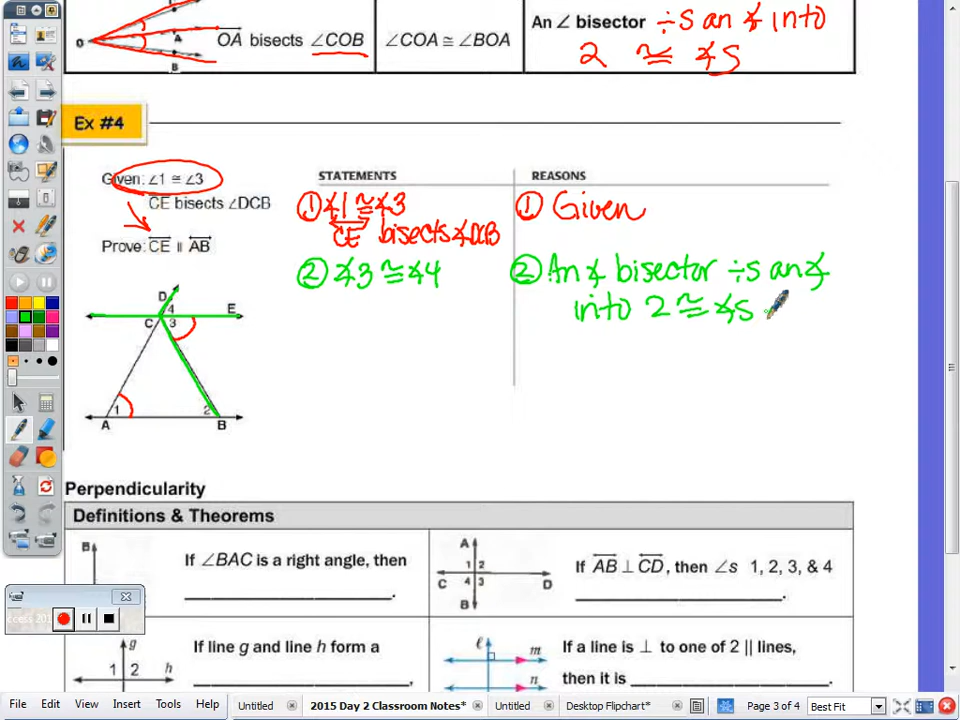 O
A
B
OA bisects ∠COB
∠COA ≅ ∠BOA
An ∠ bisector ÷s an ∡ into
2 ≅ ∡s
Ex #4
Given: ∠1 ≅ ∠3
CE bisects ∠DCB
Prove: CE ∥ AB
STATEMENTS
REASONS
① ∡1 ≅ ∡3
CE bisects ∡DCB
① Given
② ∡3 ≅ ∡4
② An ∡ bisector ÷s an ∡
into 2 ≅ ∡s
D
4
E
C
3
1
2
A
B
Perpendicularity
Definitions & Theorems
B
If ∠BAC is a right angle, then
____________________.
A
1 2
C
4 3
D
B
If AB ⊥ CD, then ∠s 1, 2, 3, & 4
____________________.
g
1 2 h
If line g and line h form a
____________________,
ℓ
m
n
If a line is ⊥ to one of 2 || lines,
then it is ____________________.
File Edit View Insert Tools Help Untitled 2015 Day 2 Classroom Notes* Untitled Desktop Flipchart* Page 3 of 4 Best Fit